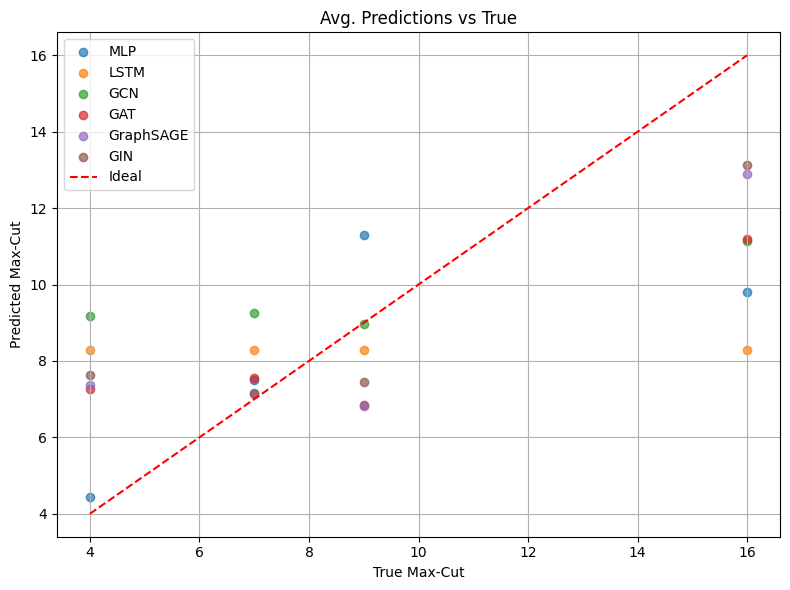 Avg. Predictions vs True
MLP
LSTM
GCN
GAT
GraphSAGE
GIN
Ideal
Predicted Max-Cut
16
14
12
10
8
6
4
4 6 8 10 12 14 16
True Max-Cut